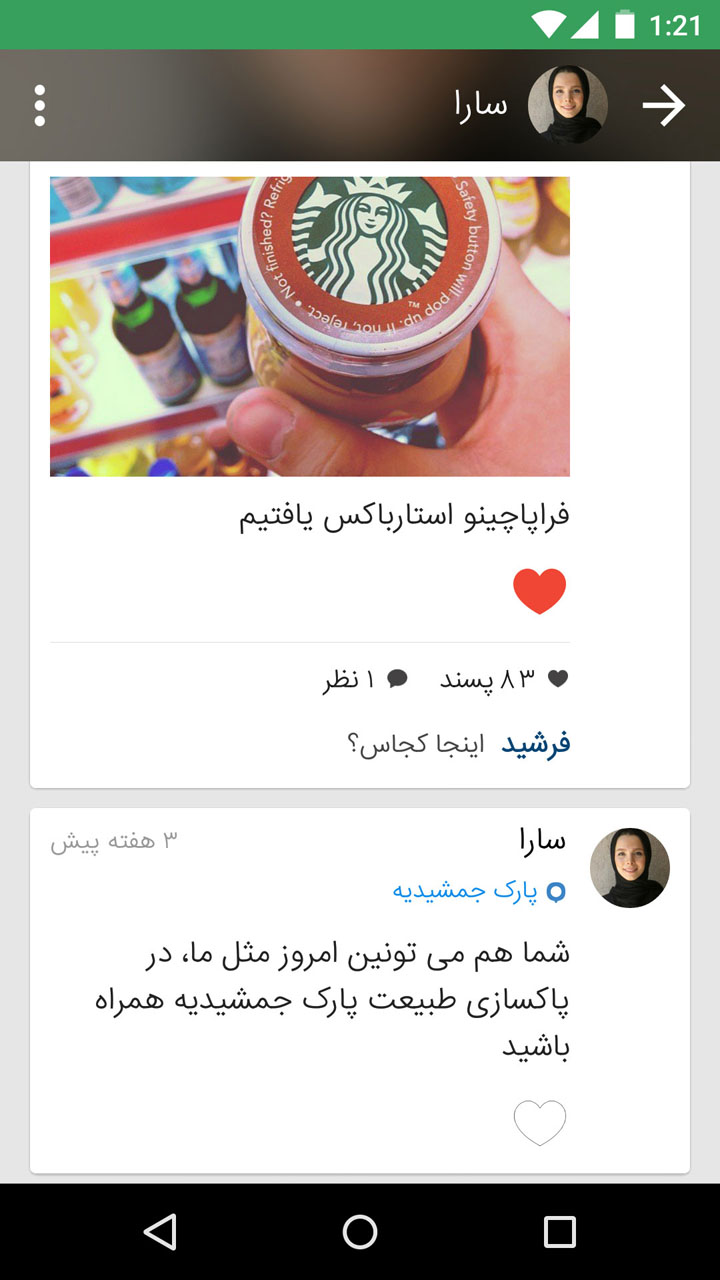 1:21
سارا
Not finished? Refrig
Safety button will pop up. If not, reject.
TM
فراپاچینو استارباکس یافتیم
۸۳ پسند
۱ نظر
فرشید اینجا کجاس؟
سارا
۳ هفته پیش
پارک جمشیدیه
شما هم می تونین امروز مثل ما، در
پاکسازی طبیعت پارک جمشیدیه همراه
باشید